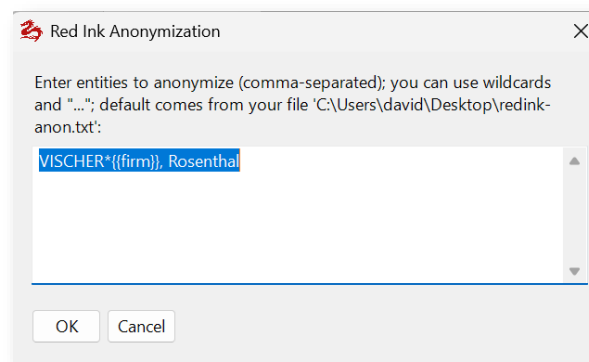 Red Ink Anonymization
Enter entities to anonymize (comma-separated); you can use wildcards
and "..."; default comes from your file 'C:\Users\david\Desktop\redink-
anon.txt':
VISCHER*{{firm}}, Rosenthal
OK Cancel